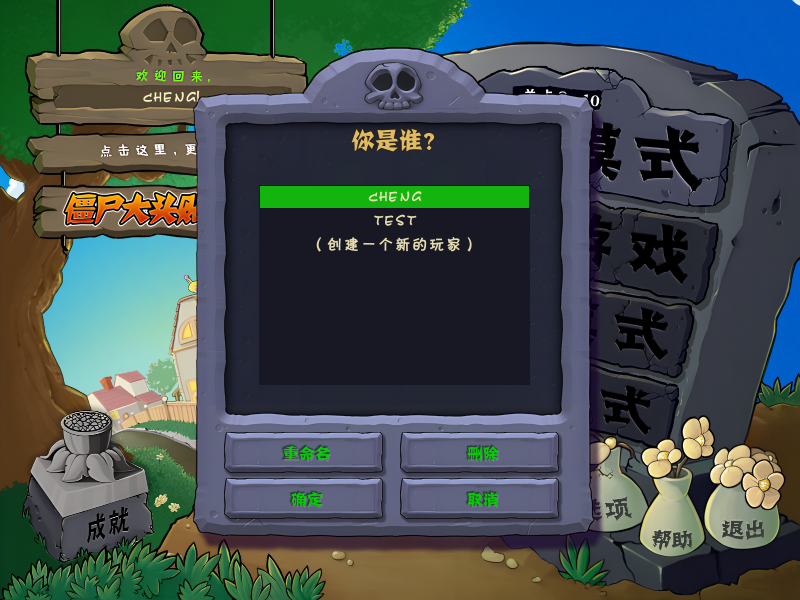 欢迎回来,
CHENG!
点击这里,更
僵尸大头贴
你是谁?
CHENG
TEST
(创建一个新的玩家)
重命名
删除
确定
取消
模式
游戏
式
式
成就
选项
帮助
退出